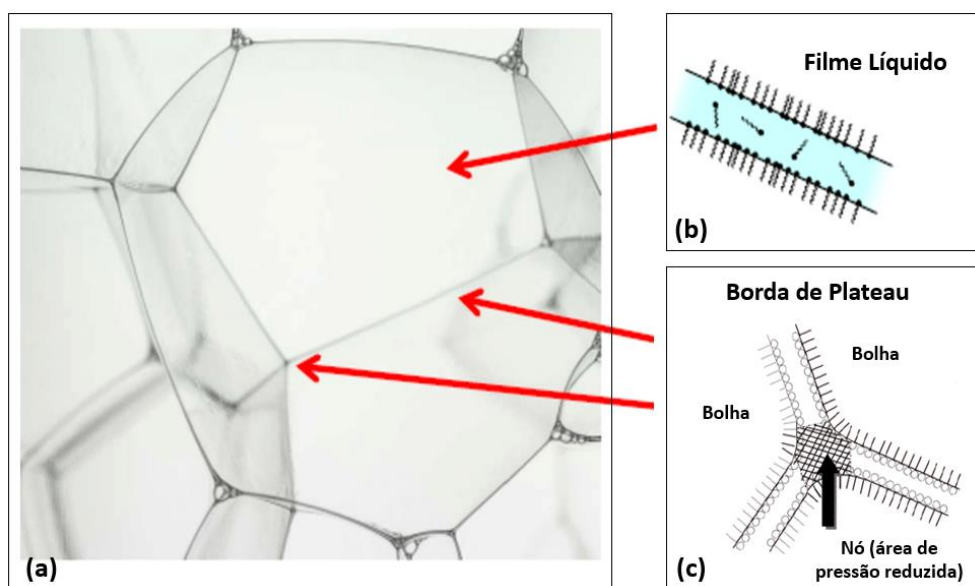 (a)
Filme Líquido
(b)
Borda de Plateau
Bolha
Bolha
Nó (área de
pressão reduzida)
(c)